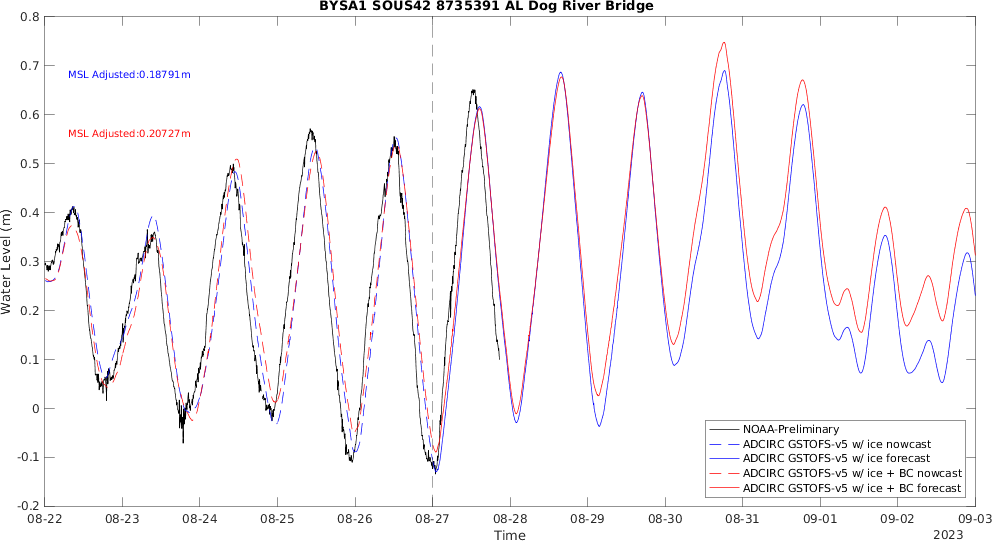 BYSA1 SOUS42 8735391 AL Dog River Bridge
0.8
0.7
0.6
0.5
0.4
0.3
0.2
0.1
0
-0.1
-0.2
Water Level (m)
MSL Adjusted:0.18791m
MSL Adjusted:0.20727m
NOAA-Preliminary
ADCIRC GSTOFS-v5 w/ ice nowcast
ADCIRC GSTOFS-v5 w/ ice forecast
ADCIRC GSTOFS-v5 w/ ice + BC nowcast
ADCIRC GSTOFS-v5 w/ ice + BC forecast
08-22 08-23 08-24 08-25 08-26 08-27 08-28 08-29 08-30 08-31 09-01 09-02 09-03
Time
2023